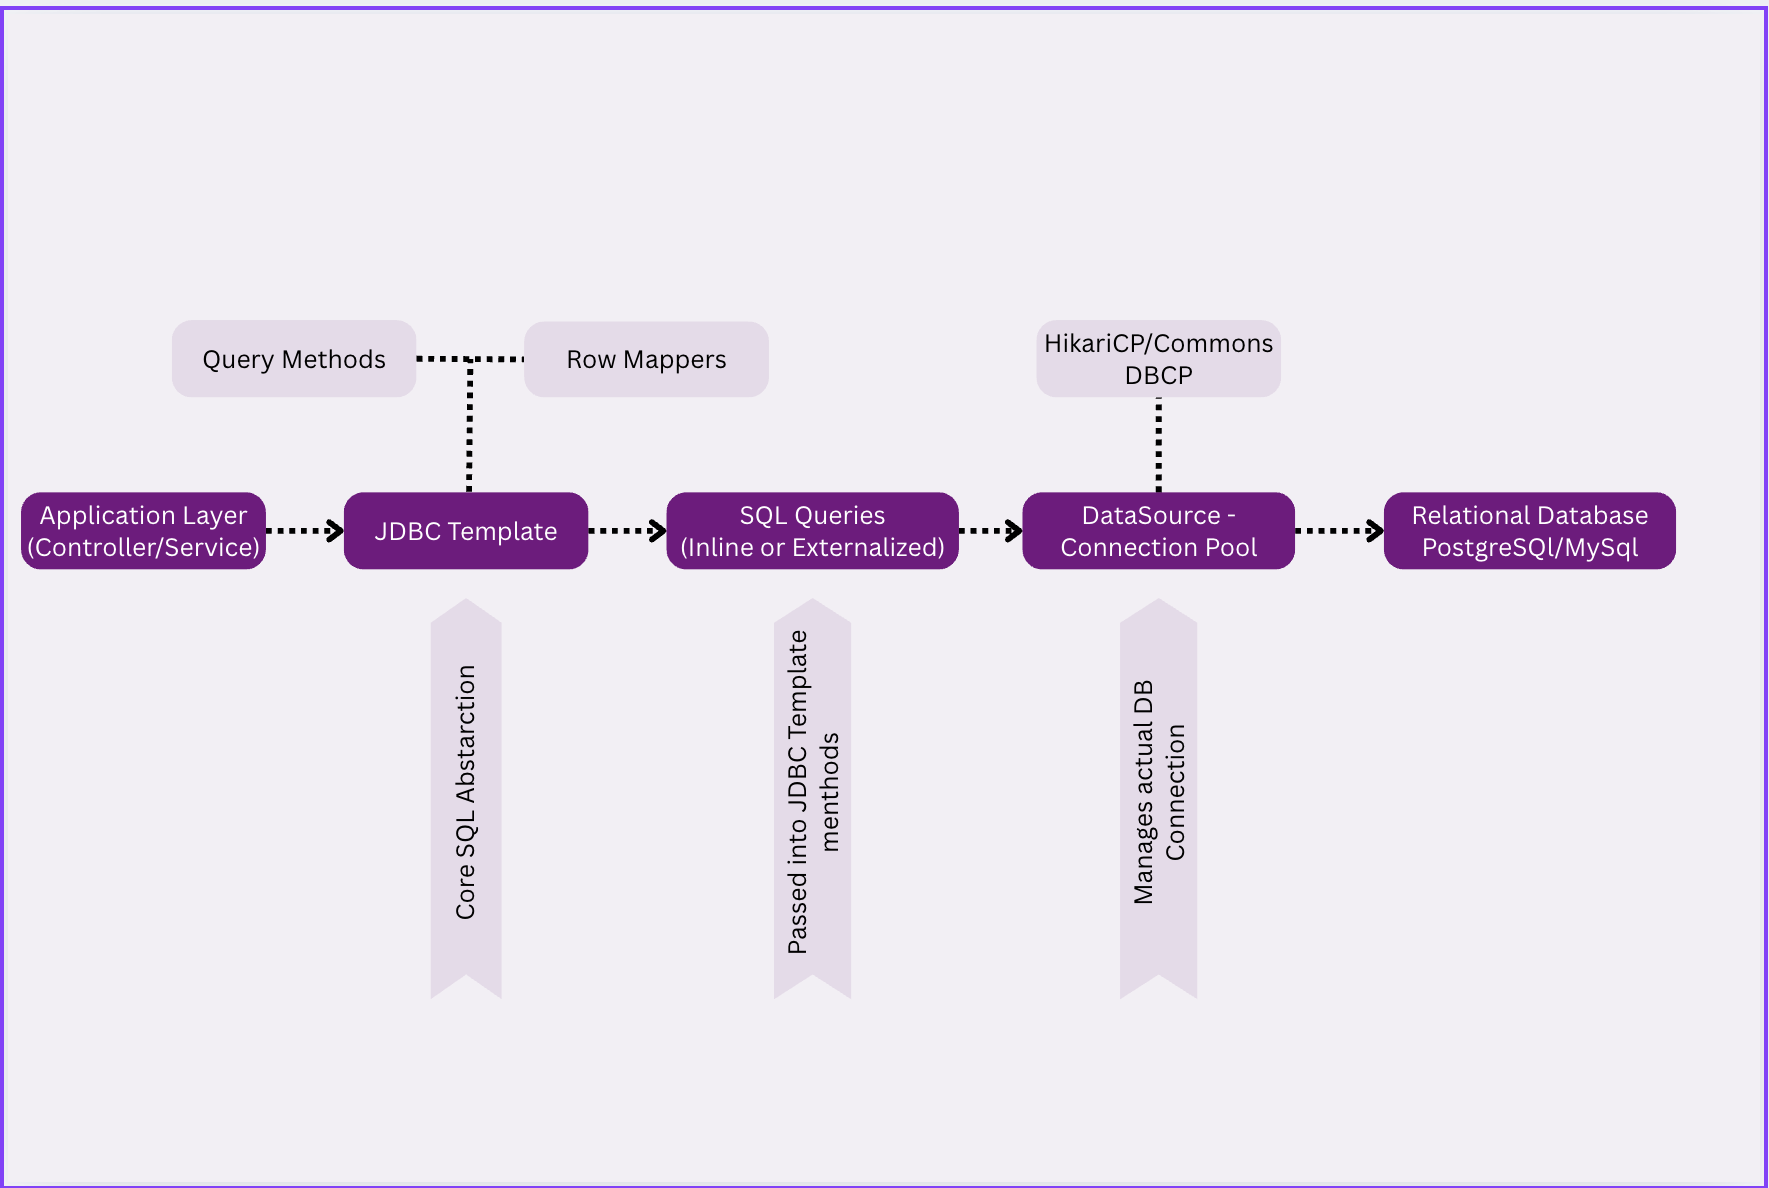 Query Methods
Row Mappers
HikariCP/Commons
DBCP
Application Layer
(Controller/Service)
JDBC Template
SQL Queries
(Inline or Externalized)
DataSource -
Connection Pool
Relational Database
PostgreSQl/MySql
Core SQL Abstarction
Passed into JDBC Template
menthods
Manages actual DB
Connection